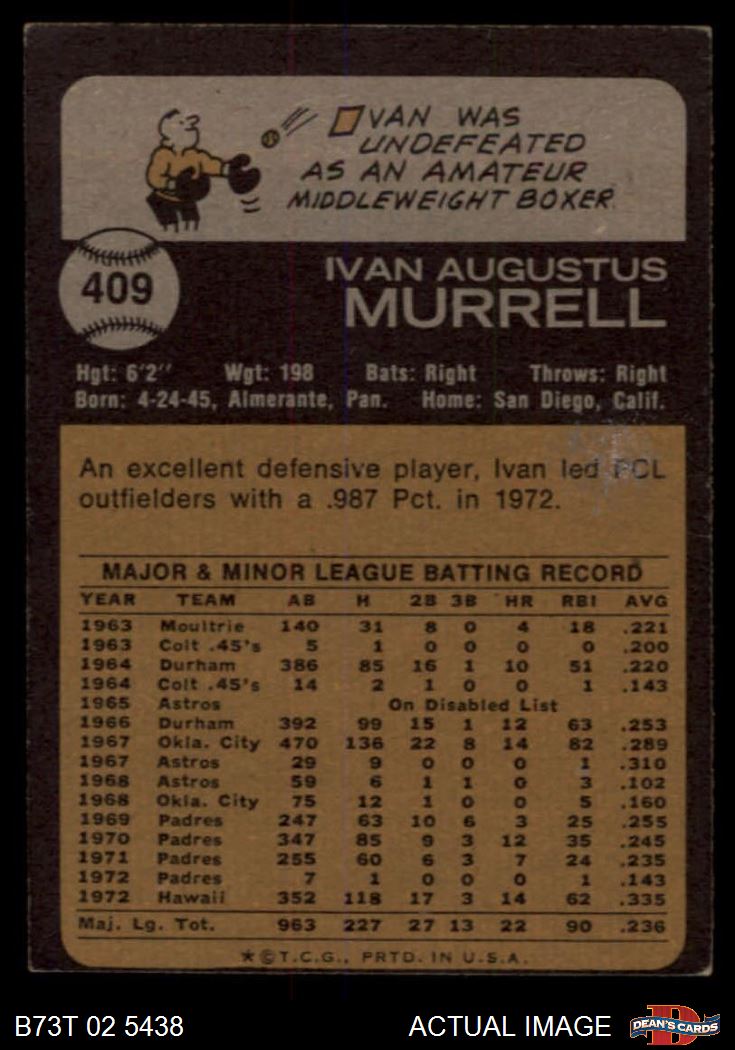 IVAN WAS
UNDEFEATED
AS AN AMATEUR
MIDDLEWEIGHT BOXER.
409
IVAN AUGUSTUS
MURRELL
Hgt: 6'2" Wgt: 198 Bats: Right Throws: Right
Born: 4-24-45, Almerante, Pan. Home: San Diego, Calif.
An excellent defensive player, Ivan led PCL
outfielders with a .987 Pct. in 1972.
MAJOR & MINOR LEAGUE BATTING RECORD
YEAR TEAM AB H 2B 3B HR RBI AVG
1963 Moultrie 140 31 8 0 4 18 .221
1963 Colt .45's 5 1 0 0 0 0 .200
1964 Durham 386 85 16 1 10 51 .220
1964 Colt .45's 14 2 1 0 0 1 .143
1965 Astros On Disabled List
1966 Durham 392 99 15 1 12 63 .253
1967 Okla. City 470 136 22 8 14 82 .289
1967 Astros 29 9 0 0 0 1 .310
1968 Astros 59 6 1 1 0 3 .102
1968 Okla. City 75 12 1 0 0 5 .160
1969 Padres 247 63 10 6 3 25 .255
1970 Padres 347 85 9 3 12 35 .245
1971 Padres 255 60 6 3 7 24 .235
1972 Padres 7 1 0 0 0 1 .143
1972 Hawaii 352 118 17 3 14 62 .335
Maj. Lg. Tot. 963 227 27 13 22 90 .236
*©T.C.G., PRTD. IN U.S.A.
B73T 02 5438 ACTUAL IMAGE
DEAN'S CARDS